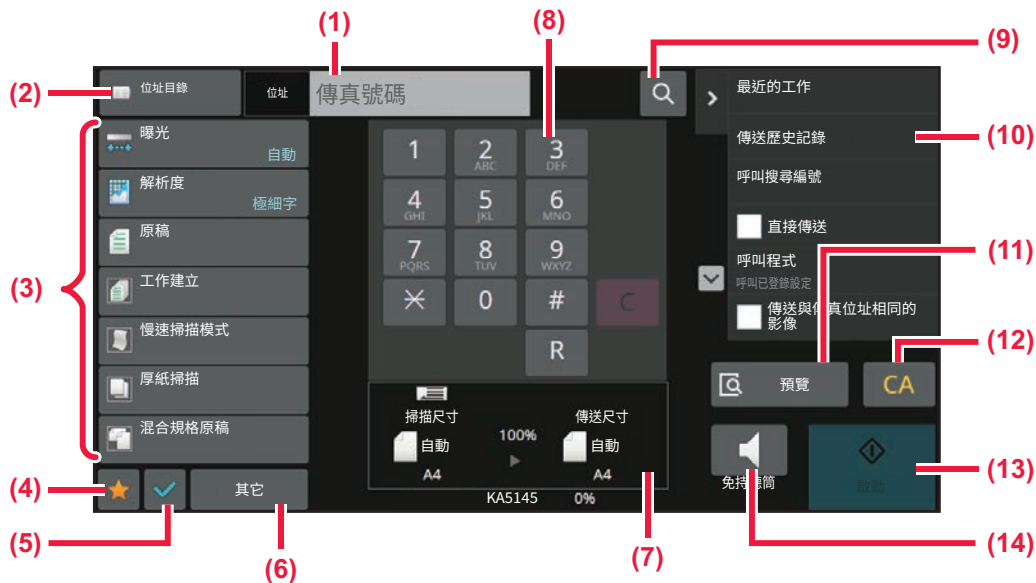 (1)
(8)
(9)
(2)
位址目錄
位址
傳真號碼
最近的工作
(3)
曝光
自動
解析度
極細字
原稿
工作建立
慢速掃描模式
厚紙掃描
混合規格原稿
1
2
ABC
3
DEF
4
GHI
5
JKL
6
MNO
7
PQRS
8
TUV
9
WXYZ
0
#
C
R
傳送歷史記錄
(10)
呼叫搜尋編號
直接傳送
呼叫程式
呼叫已登錄設定
(11)
傳送與傳真位址相同的
影像
(12)
預覽
CA
掃描尺寸
自動
A4
100%
傳送尺寸
自動
A4
免持聽筒
啟動
(13)
(4)
其它
KA5145
0%
(5)
(6)
(7)
(14)